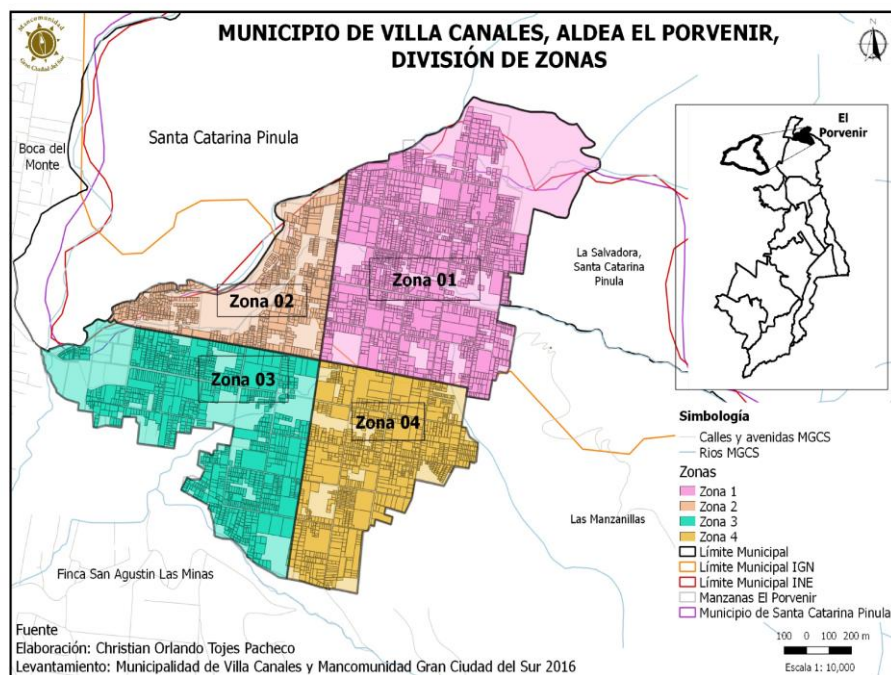 MUNICIPIO DE VILLA CANALES, ALDEA EL PORVENIR,
DIVISIÓN DE ZONAS
Mancomunidad
Gran Ciudad del Sur
N
Boca del
Monte
Santa Catarina Pinula
El
Porvenir
La Salvadora,
Santa Catarina
Pinula
Zona 01
Zona 02
Zona 03
Zona 04
Las Manzanillas
Finca San Agustin Las Minas
Simbología
Calles y avenidas MGCS
Rios MGCS
Zonas
Zona 1
Zona 2
Zona 3
Zona 4
Límite Municipal
Límite Municipal IGN
Límite Municipal INE
Manzanas El Porvenir
Municipio de Santa Catarina Pinula
100 0 100 200 m
Escala 1: 10,000
Fuente
Elaboración: Christian Orlando Tojes Pacheco
Levantamiento: Municipalidad de Villa Canales y Mancomunidad Gran Ciudad del Sur 2016